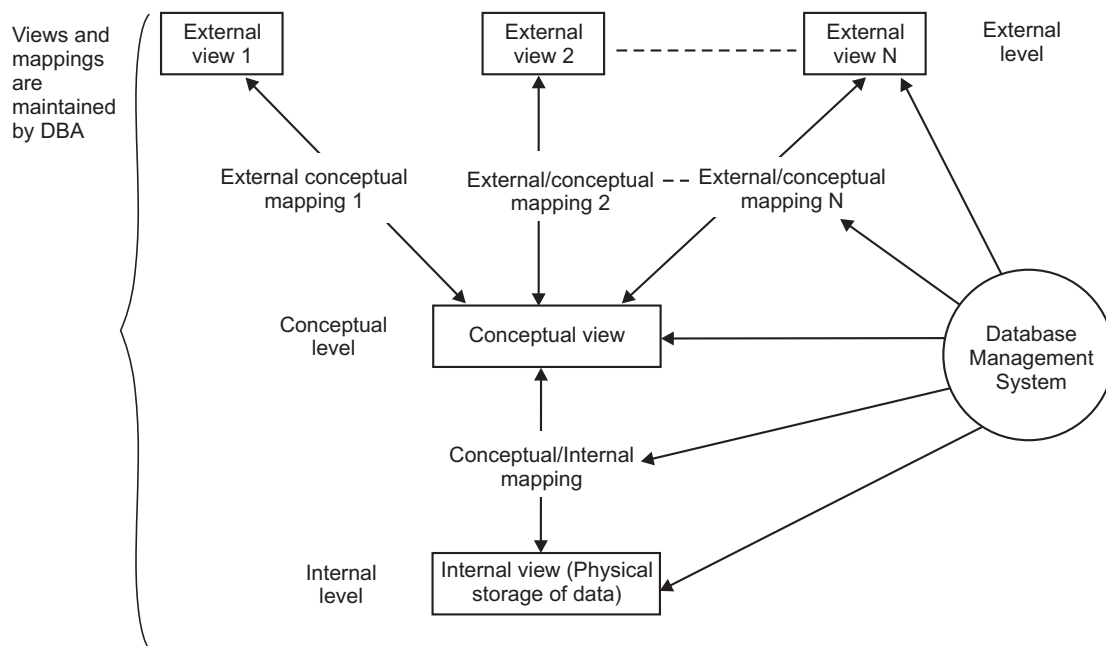 Views and
mappings
are
maintained
by DBA
External
view 1
External
view 2
External
view N
External
level
External conceptual
mapping 1
External/conceptual
mapping 2
External/conceptual
mapping N
Conceptual
level
Conceptual view
Database
Management
System
Conceptual/Internal
mapping
Internal
level
Internal view (Physical
storage of data)